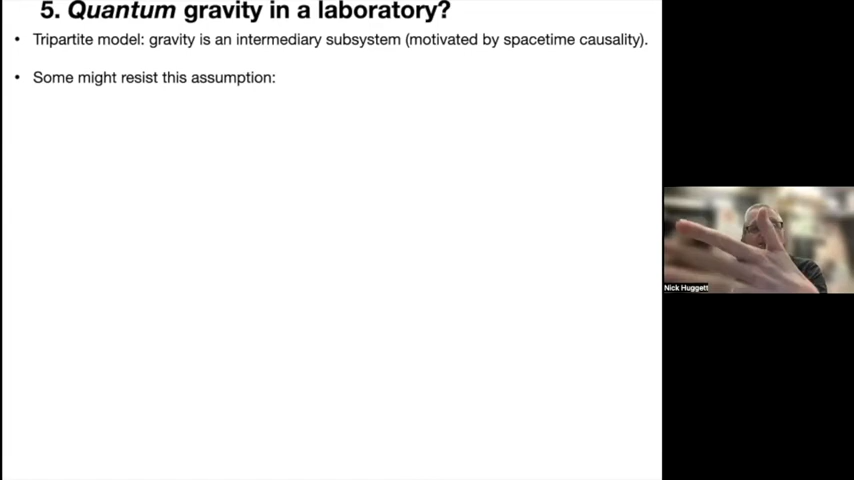 5. Quantum gravity in a laboratory?
• Tripartite model: gravity is an intermediary subsystem (motivated by spacetime causality).
• Some might resist this assumption:
Nick Huggett